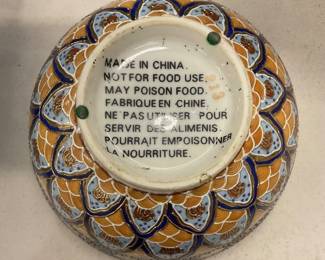 MADE IN CHINA.
NOT FOR FOOD USE.
MAY POISON FOOD.
FABRIQUE EN CHINE.
NE PAS UTILISER POUR
SERVIR DES ALIMENIS.
POURRAIT EMPOISONNER
LA NOURRITURE.